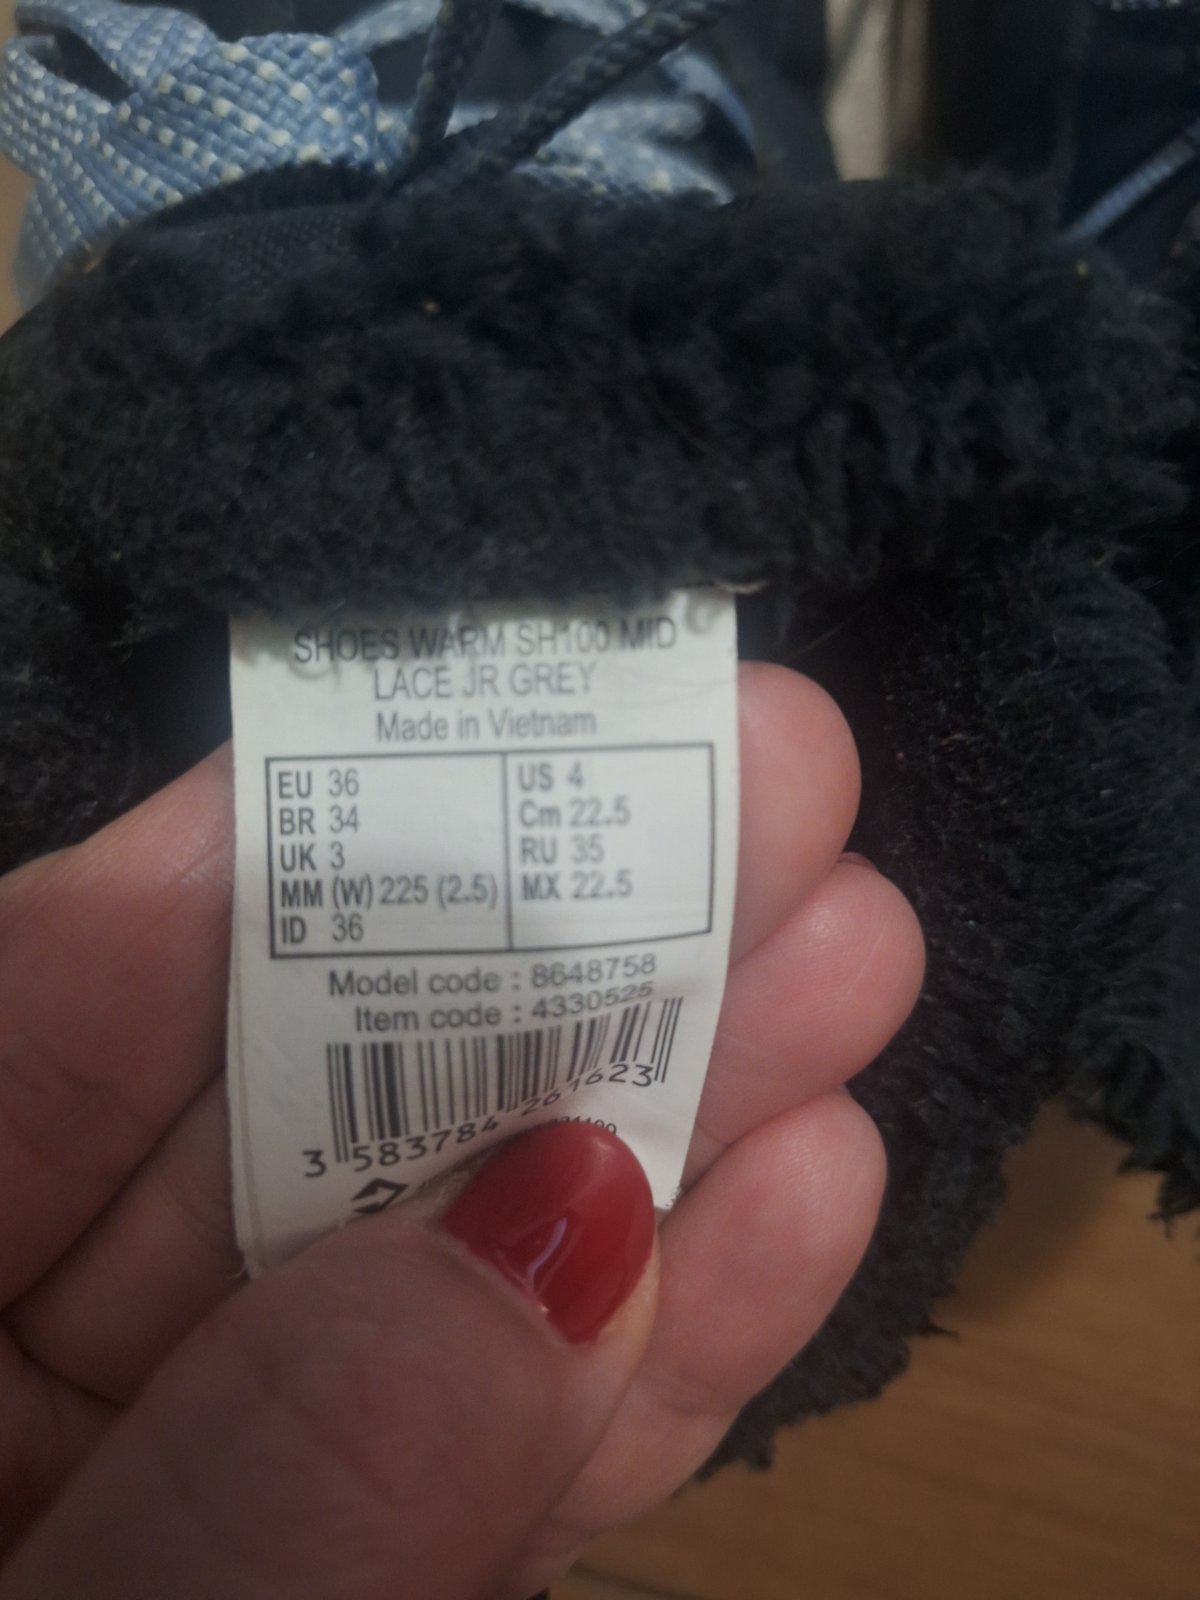 SHOES WARM SH100 MID
LACE JR GREY
Made in Vietnam
EU 36
BR 34
UK 3
MM (W) 225 (2.5)
ID 36
US 4
Cm 22.5
RU 35
MX 22.5
Model code : 8648758
Item code : 4330525
3 583784 261623